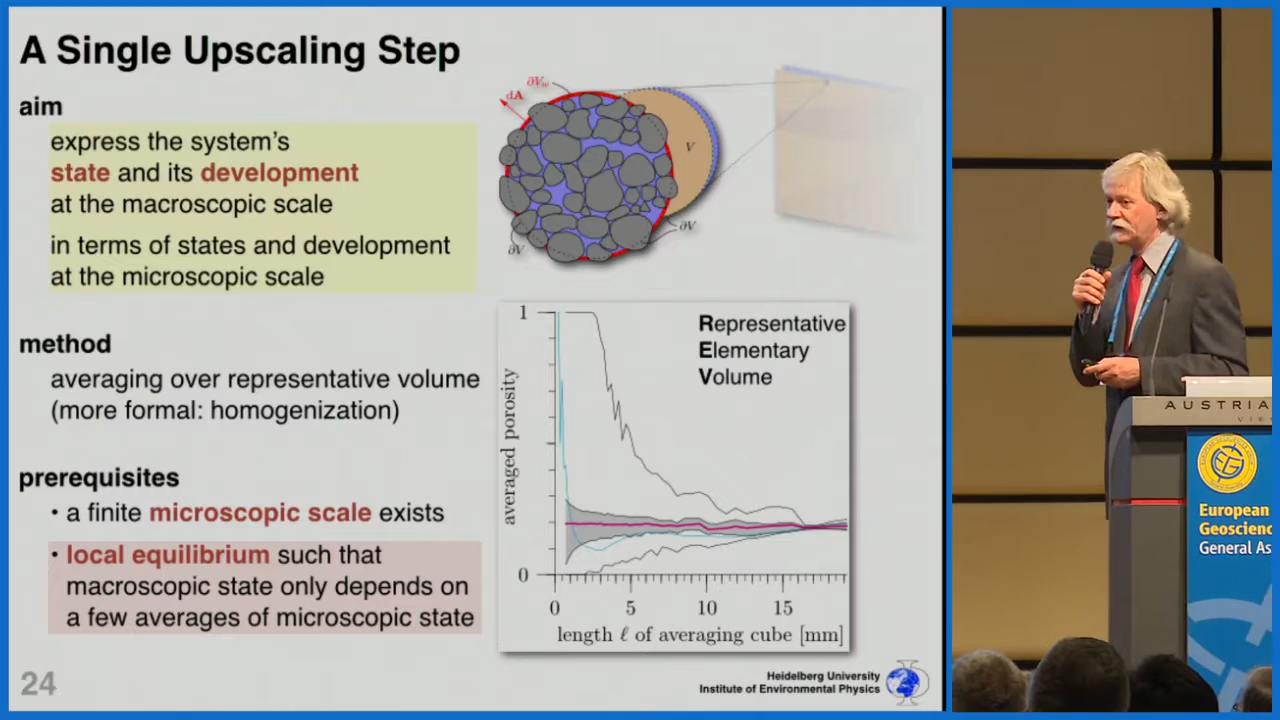 A Single Upscaling Step
aim
express the system's
state and its development
at the macroscopic scale
in terms of states and development
at the microscopic scale
method
averaging over representative volume
(more formal: homogenization)
prerequisites
• a finite microscopic scale exists
• local equilibrium such that
macroscopic state only depends on
a few averages of microscopic state
24
∂V_w
dA
V
∂V
∂V
Representative
Elementary
Volume
1
averaged porosity
0
0 5 10 15
length ℓ of averaging cube [mm]
Heidelberg University
Institute of Environmental Physics
AUSTRIA
European
Geoscienc
General As